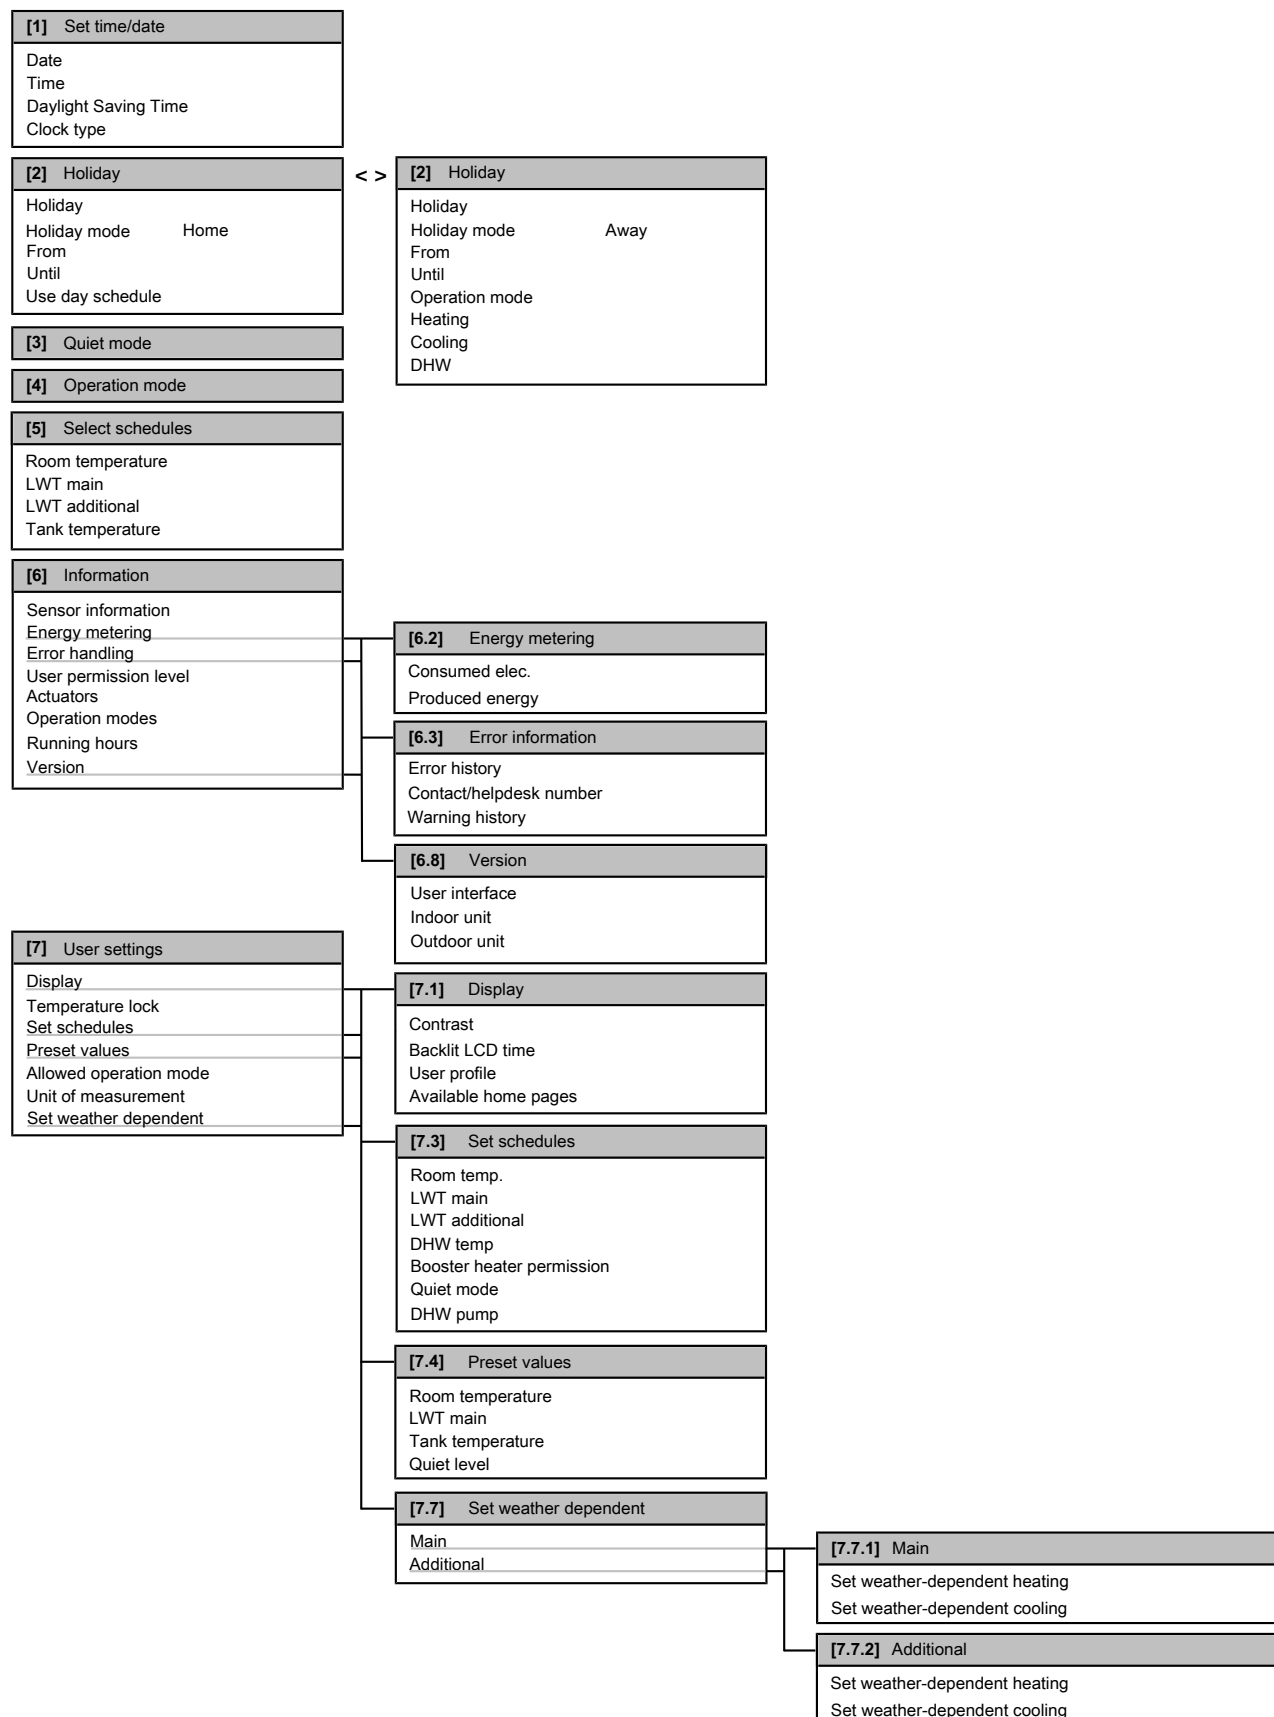 [1] Set time/date
Date
Time
Daylight Saving Time
Clock type
[2] Holiday
Holiday
Holiday mode Home
From
Until
Use day schedule
< >
[2] Holiday
Holiday
Holiday mode Away
From
Until
Operation mode
Heating
Cooling
DHW
[3] Quiet mode
[4] Operation mode
[5] Select schedules
Room temperature
LWT main
LWT additional
Tank temperature
[6] Information
Sensor information
Energy metering
Error handling
User permission level
Actuators
Operation modes
Running hours
Version
[6.2] Energy metering
Consumed elec.
Produced energy
[6.3] Error information
Error history
Contact/helpdesk number
Warning history
[6.8] Version
User interface
Indoor unit
Outdoor unit
[7] User settings
Display
Temperature lock
Set schedules
Preset values
Allowed operation mode
Unit of measurement
Set weather dependent
[7.1] Display
Contrast
Backlit LCD time
User profile
Available home pages
[7.3] Set schedules
Room temp.
LWT main
LWT additional
DHW temp
Booster heater permission
Quiet mode
DHW pump
[7.4] Preset values
Room temperature
LWT main
Tank temperature
Quiet level
[7.7] Set weather dependent
Main
Additional
[7.7.1] Main
Set weather-dependent heating
Set weather-dependent cooling
[7.7.2] Additional
Set weather-dependent heating
Set weather-dependent cooling